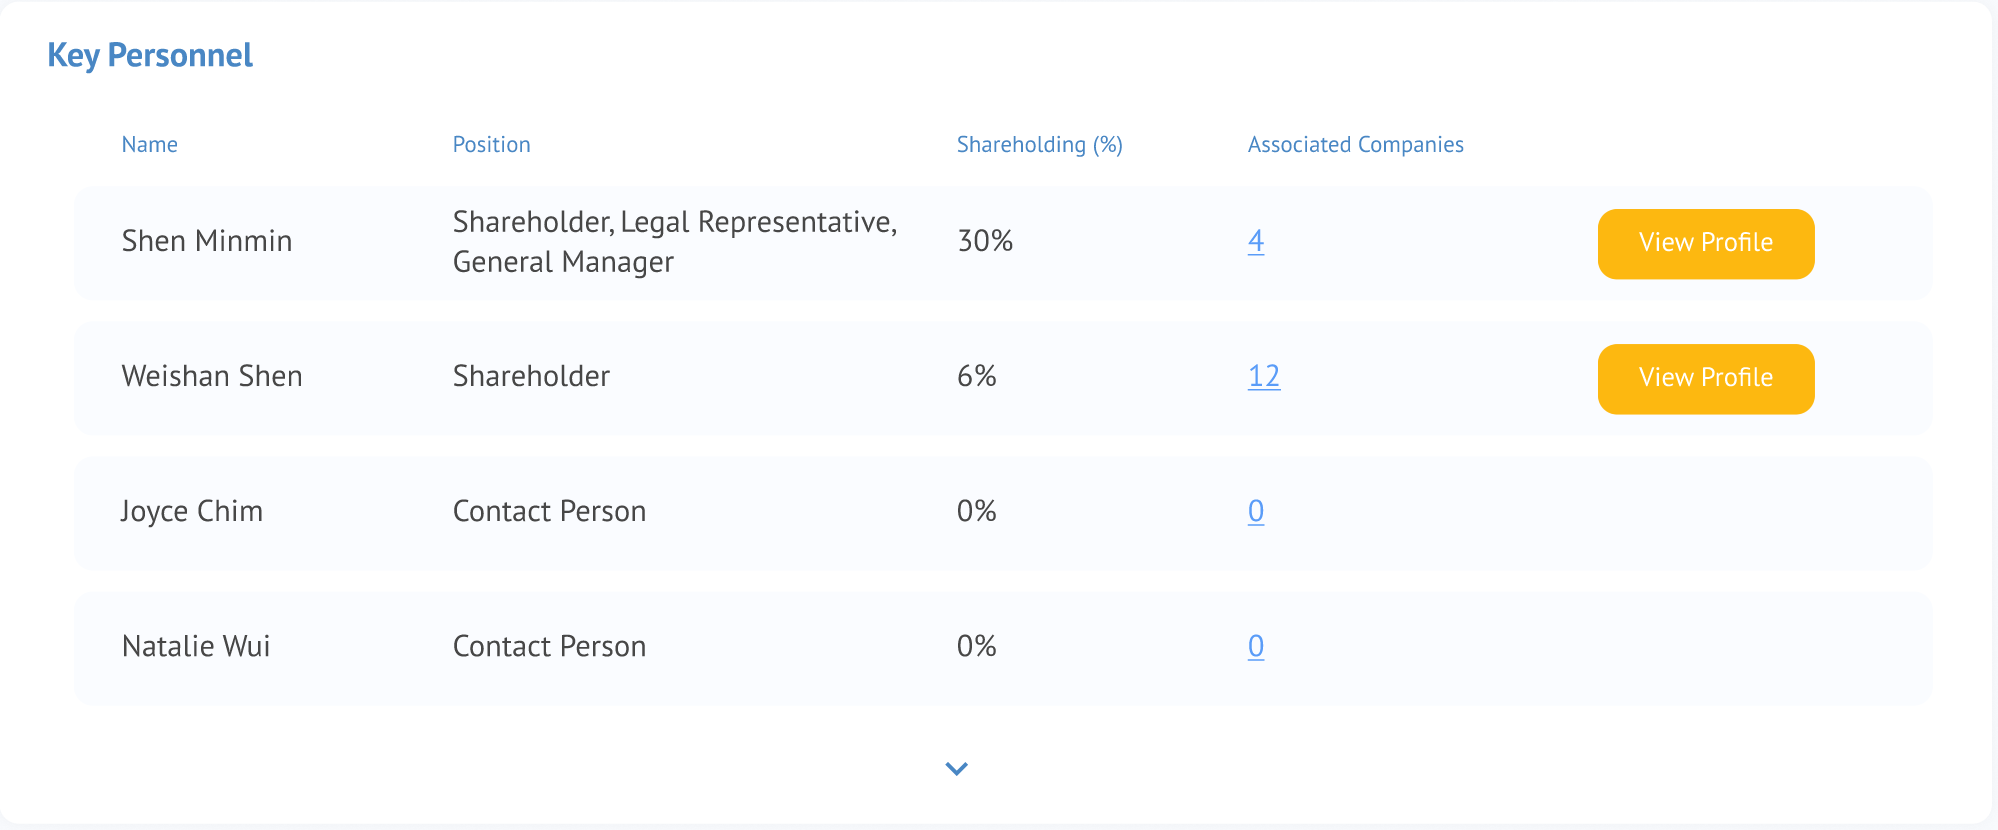 Key Personnel
Name Position Shareholding (%) Associated Companies
Shen Minmin Shareholder, Legal Representative, General Manager 30% 4 View Profile
Weishan Shen Shareholder 6% 12 View Profile
Joyce Chim Contact Person 0% 0
Natalie Wui Contact Person 0% 0